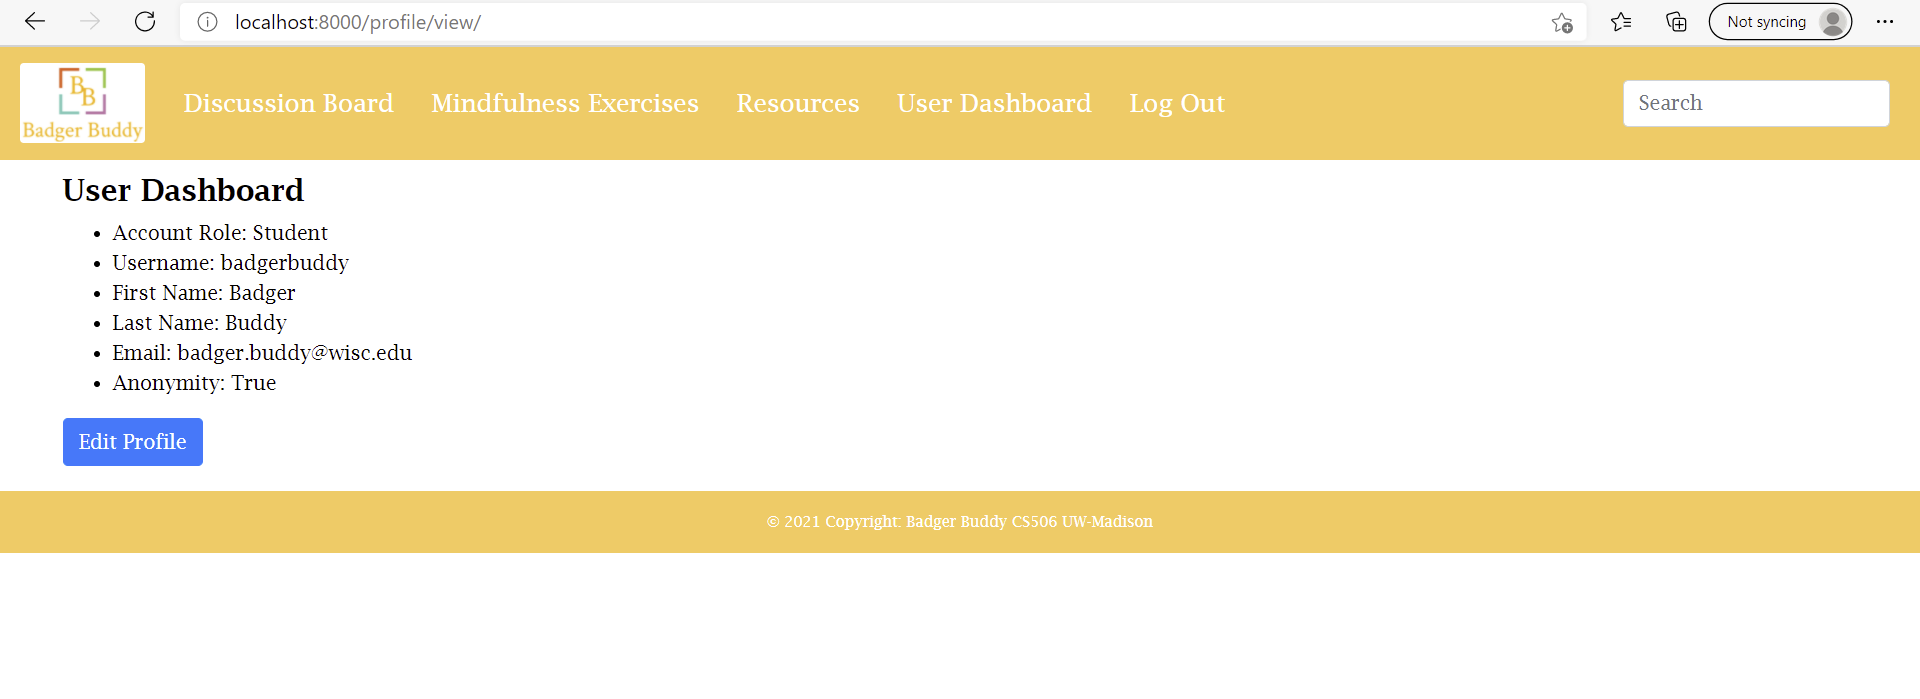 localhost:8000/profile/view/
Not syncing
BB
Badger Buddy
Discussion Board Mindfulness Exercises Resources User Dashboard Log Out
Search
User Dashboard
• Account Role: Student
• Username: badgerbuddy
• First Name: Badger
• Last Name: Buddy
• Email: badger.buddy@wisc.edu
• Anonymity: True
Edit Profile
© 2021 Copyright: Badger Buddy CS506 UW-Madison